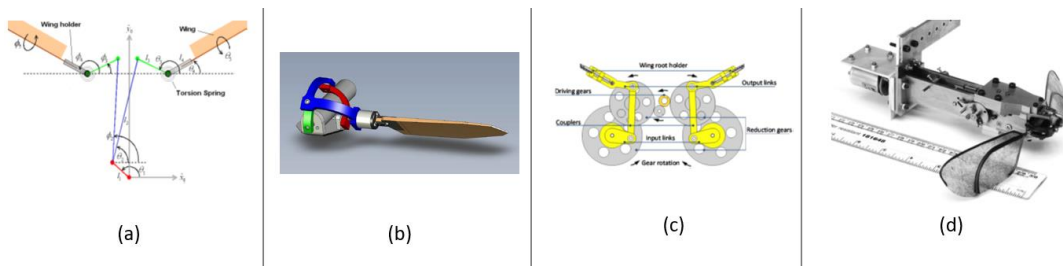 Wing holder
Wing
Torsion Spring
(a)
(b)
Wing root holder
Driving gears
Output links
Couplers
Input links
Reduction gears
Gear rotation
(c)
(d)